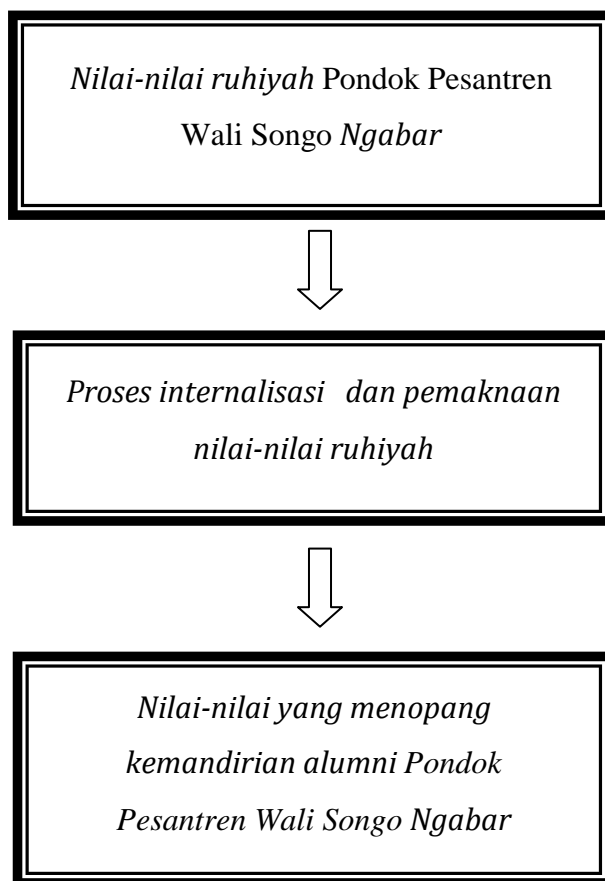 Nilai-nilai ruhiyah Pondok Pesantren
Wali Songo Ngabar
Proses internalisasi dan pemaknaan
nilai-nilai ruhiyah
Nilai-nilai yang menopang
kemandirian alumni Pondok
Pesantren Wali Songo Ngabar